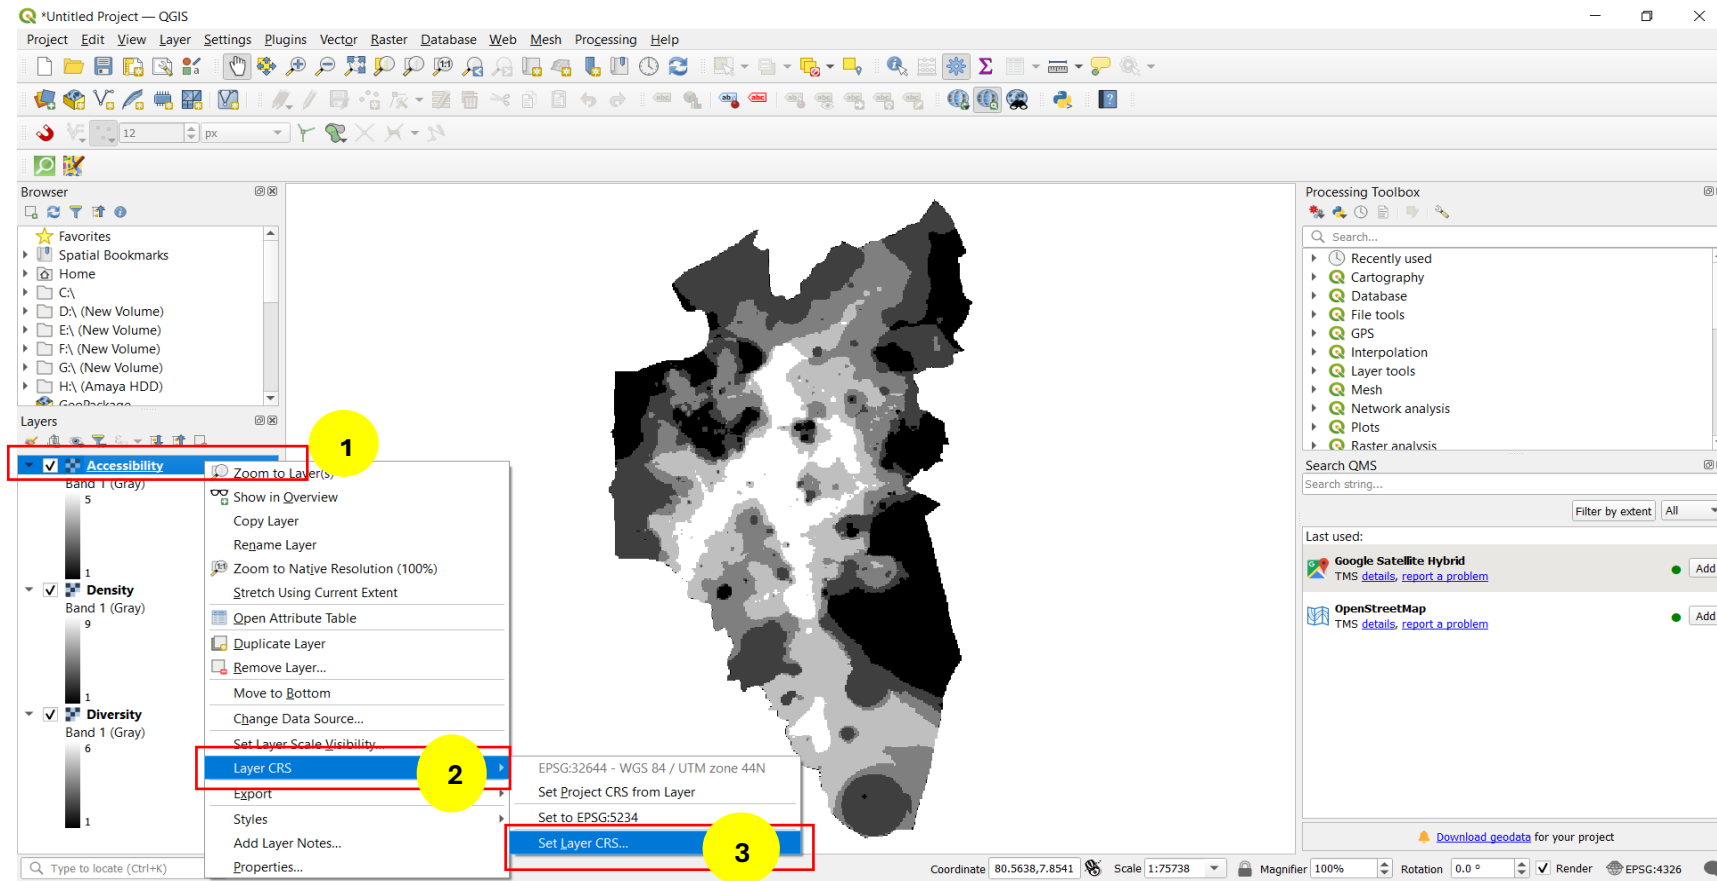 *Untitled Project — QGIS
Project Edit View Layer Settings Plugins Vector Raster Database Web Mesh Processing Help
12 px
Browser
Favorites
Spatial Bookmarks
Home
C:\
D:\ (New Volume)
E:\ (New Volume)
F:\ (New Volume)
G:\ (New Volume)
H:\ (Amaya HDD)
GeoPackage
Layers
1
Accessibility
Band 1 (Gray)
5
1
Density
Band 1 (Gray)
9
1
Diversity
Band 1 (Gray)
6
1
Zoom to Layer(s)
Show in Overview
Copy Layer
Rename Layer
Zoom to Native Resolution (100%)
Stretch Using Current Extent
Open Attribute Table
Duplicate Layer
Remove Layer...
Move to Bottom
Change Data Source...
Set Layer Scale Visibility...
Layer CRS
2
Export
Styles
Add Layer Notes...
Properties...
EPSG:32644 - WGS 84 / UTM zone 44N
Set Project CRS from Layer
Set to EPSG:5234
Set Layer CRS...
3
Processing Toolbox
Search...
Recently used
Cartography
Database
File tools
GPS
Interpolation
Layer tools
Mesh
Network analysis
Plots
Raster analysis
Search QMS
Search string...
Filter by extent All
Last used:
Google Satellite Hybrid
TMS details, report a problem
Add
OpenStreetMap
TMS details, report a problem
Add
Download geodata for your project
Type to locate (Ctrl+K)
Coordinate 80.5638,7.8541 Scale 1:75738 Magnifier 100% Rotation 0.0 ° Render EPSG:4326